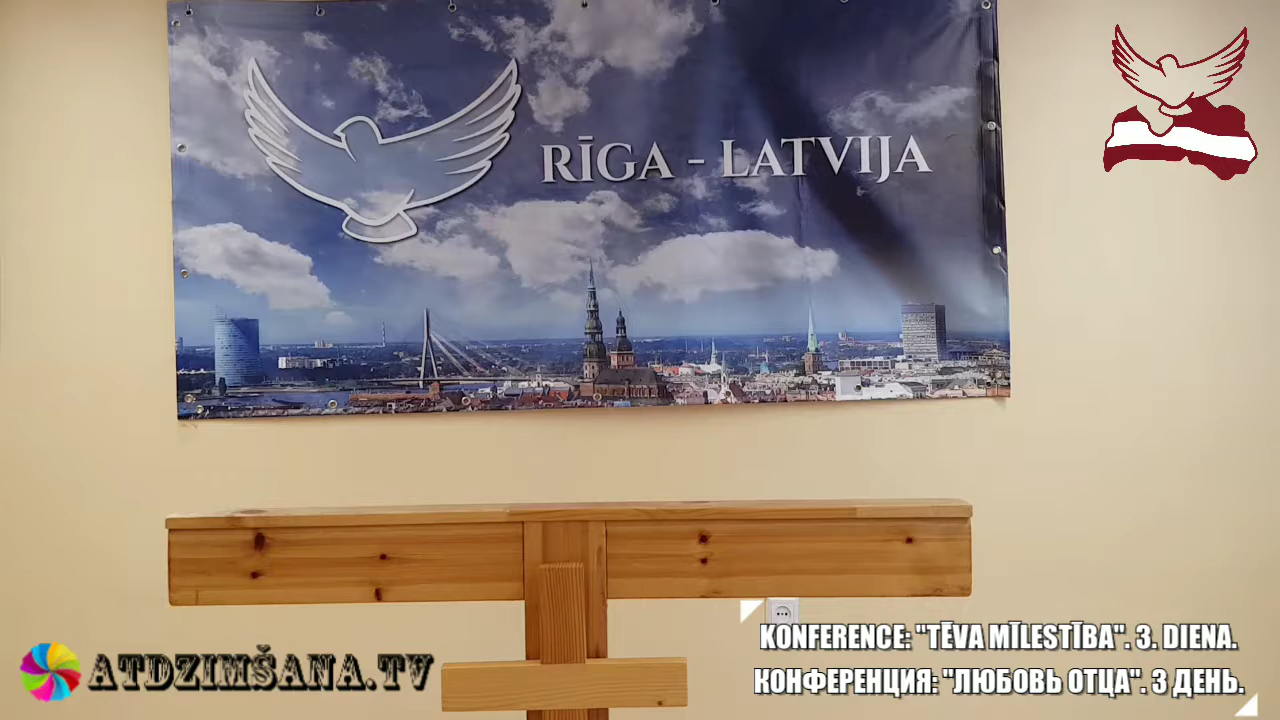 RĪGA - LATVIJA
ATDZIMŠANA.TV
KONFERENCE: "TĒVA MĪLESTĪBA". 3. DIENA.
КОНФЕРЕНЦИЯ: "ЛЮБОВЬ ОТЦА". 3 ДЕНЬ.